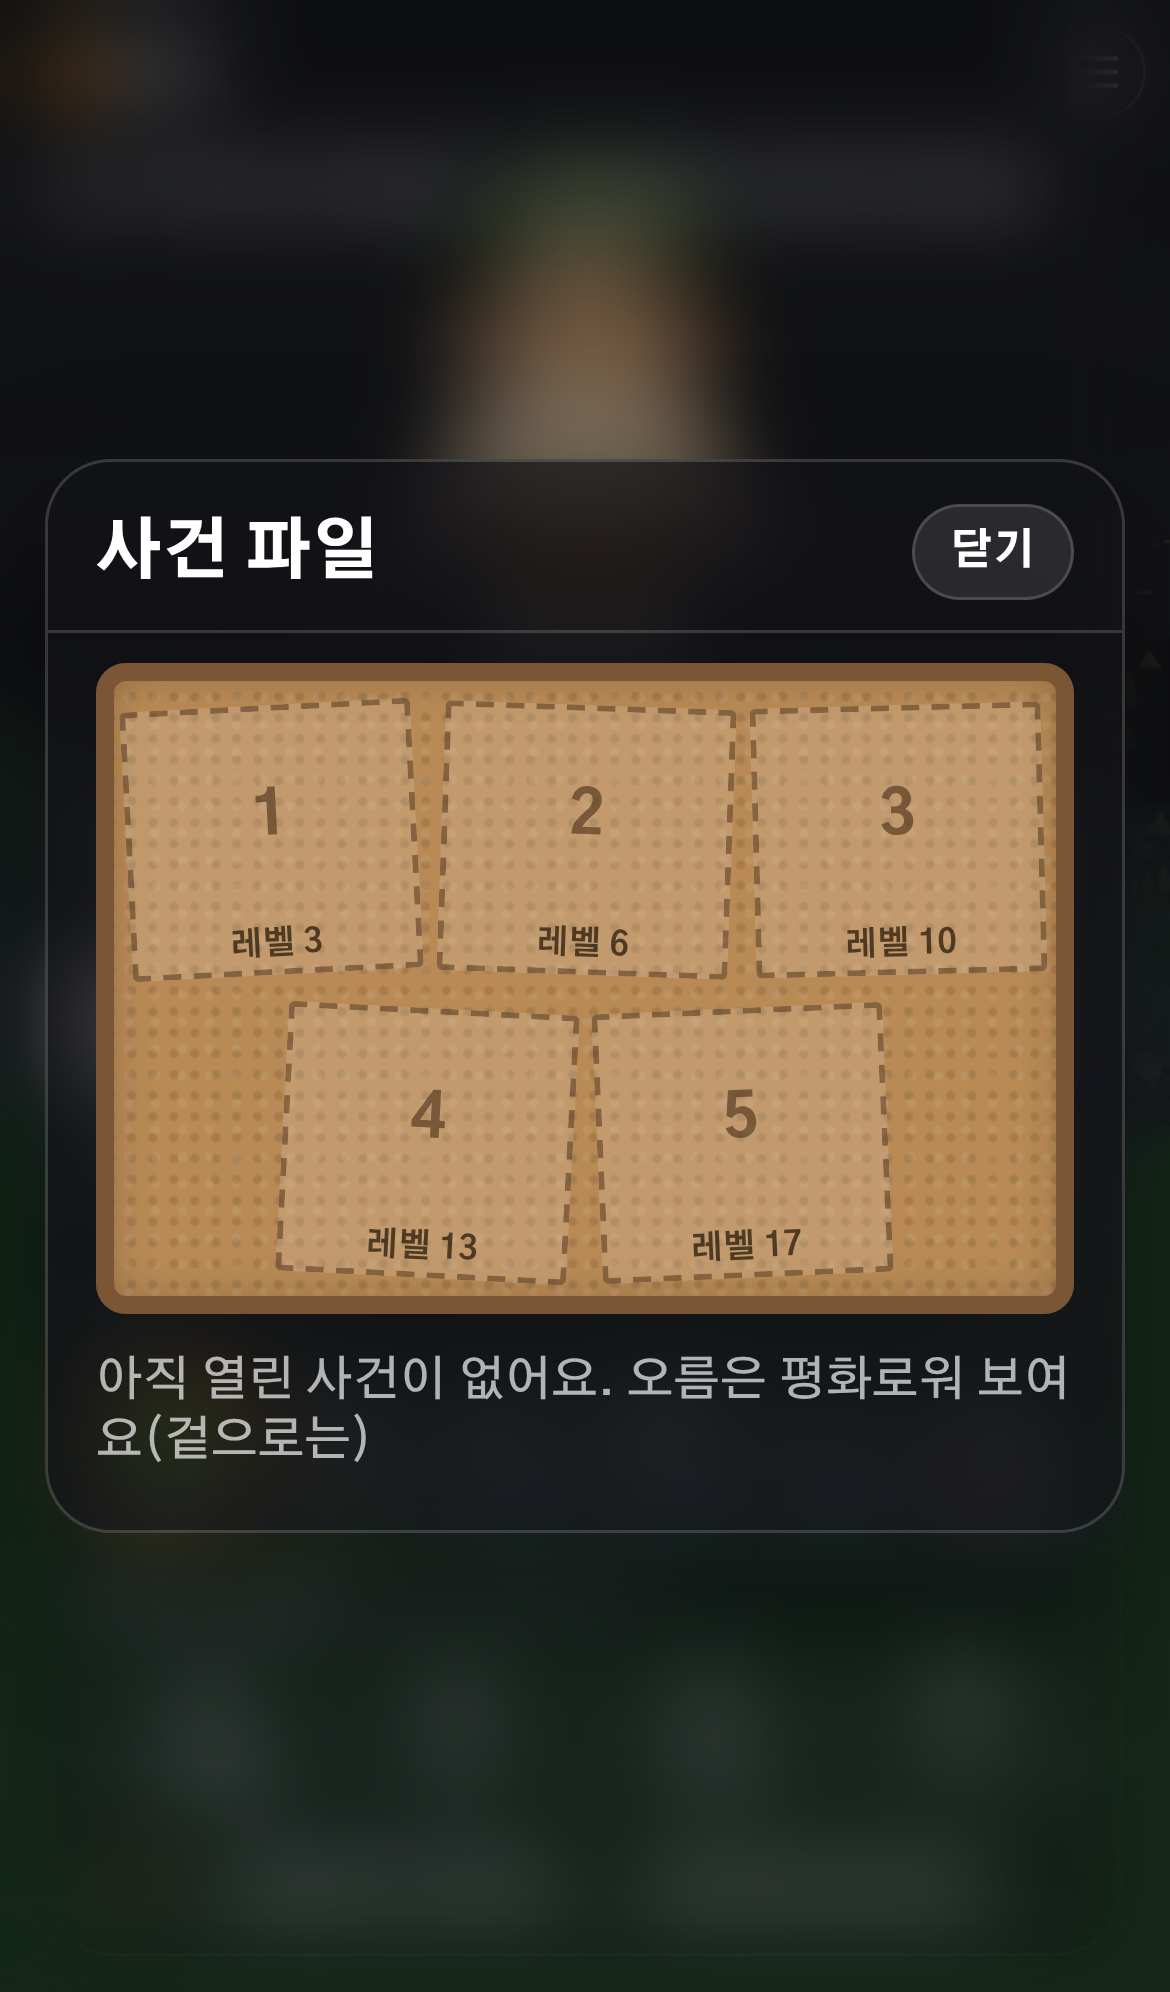 사건 파일
닫기
1
2
3
레벨 3
레벨 6
레벨 10
4
5
레벨 13
레벨 17
아직 열린 사건이 없어요. 오름은 평화로워 보여
요(겉으로는)